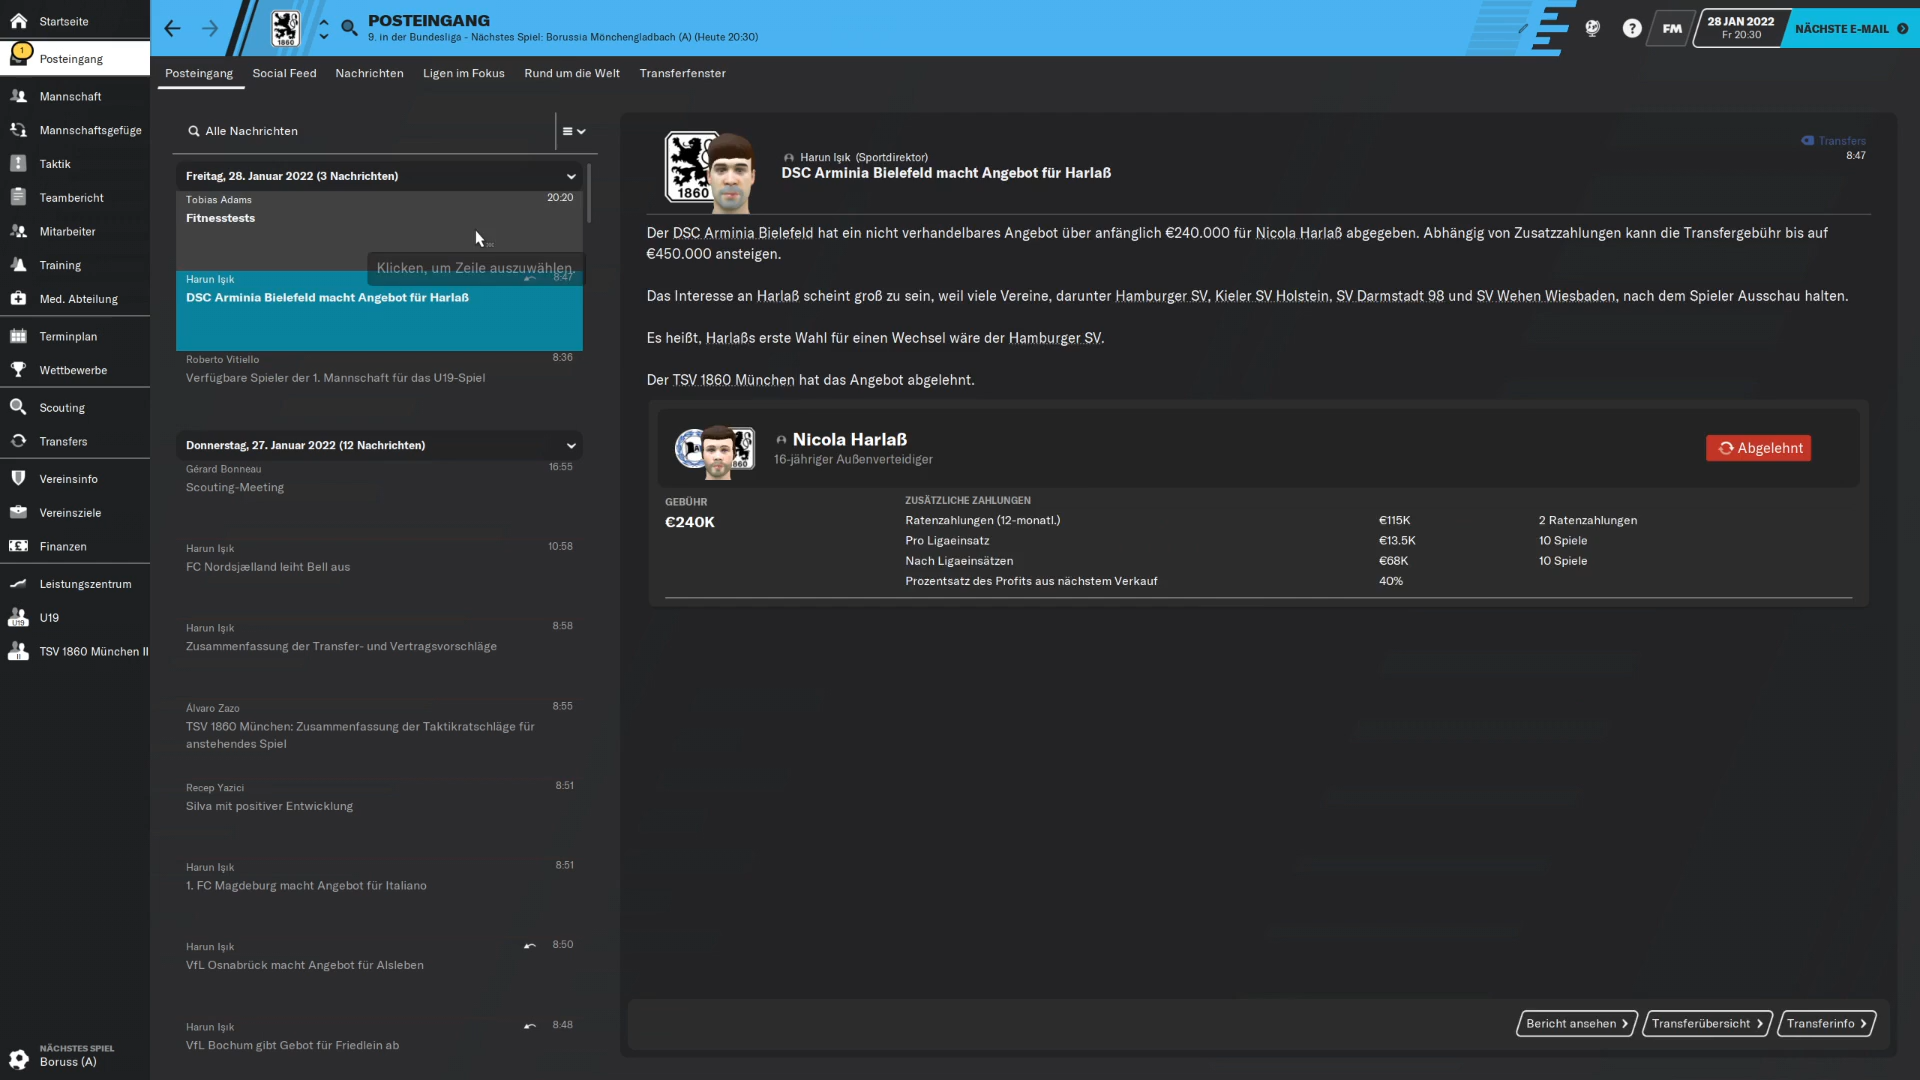 Startseite
1
Posteingang
Mannschaft
Mannschaftsgefüge
Taktik
Teambericht
Mitarbeiter
Training
Med. Abteilung
Terminplan
Wettbewerbe
Scouting
Transfers
Vereinsinfo
Vereinsziele
Finanzen
Leistungszentrum
U19
U19
II
TSV 1860 München II
NÄCHSTES SPIEL
Boruss (A)
1860
POSTEINGANG
9. in der Bundesliga - Nächstes Spiel: Borussia Mönchengladbach (A) (Heute 20:30)
?
FM
28 JAN 2022
Fr 20:30
NÄCHSTE E-MAIL
Posteingang
Social Feed
Nachrichten
Ligen im Fokus
Rund um die Welt
Transferfenster
Alle Nachrichten
Freitag, 28. Januar 2022 (3 Nachrichten)
Tobias Adams 20:20
Fitnesstests
Klicken, um Zeile auszuwählen.
Harun Işık 8:47
DSC Arminia Bielefeld macht Angebot für Harlaß
Roberto Vitiello 8:36
Verfügbare Spieler der 1. Mannschaft für das U19-Spiel
Donnerstag, 27. Januar 2022 (12 Nachrichten)
Gérard Bonneau 16:55
Scouting-Meeting
Harun Işık 10:58
FC Nordsjælland leiht Bell aus
Harun Işık 8:58
Zusammenfassung der Transfer- und Vertragsvorschläge
Álvaro Zazo 8:55
TSV 1860 München: Zusammenfassung der Taktikratschläge für
anstehendes Spiel
Recep Yazici 8:51
Silva mit positiver Entwicklung
Harun Işık 8:51
1. FC Magdeburg macht Angebot für Italiano
Harun Işık 8:50
VfL Osnabrück macht Angebot für Alsleben
Harun Işık 8:48
VfL Bochum gibt Gebot für Friedlein ab
1860
Harun Işık (Sportdirektor)
DSC Arminia Bielefeld macht Angebot für Harlaß
Transfers
8:47
Der DSC Arminia Bielefeld hat ein nicht verhandelbares Angebot über anfänglich €240.000 für Nicola Harlaß abgegeben. Abhängig von Zusatzzahlungen kann die Transfergebühr bis auf
€450.000 ansteigen.
Das Interesse an Harlaß scheint groß zu sein, weil viele Vereine, darunter Hamburger SV, Kieler SV Holstein, SV Darmstadt 98 und SV Wehen Wiesbaden, nach dem Spieler Ausschau halten.
Es heißt, Harlaßs erste Wahl für einen Wechsel wäre der Hamburger SV.
Der TSV 1860 München hat das Angebot abgelehnt.
Nicola Harlaß
16-jähriger Außenverteidiger
Abgelehnt
GEBÜHR
€240K
ZUSÄTZLICHE ZAHLUNGEN
Ratenzahlungen (12-monatl.) €115K 2 Ratenzahlungen
Pro Ligaeinsatz €13.5K 10 Spiele
Nach Ligaeinsätzen €68K 10 Spiele
Prozentsatz des Profits aus nächstem Verkauf 40%
Bericht ansehen
Transferübersicht
Transferinfo